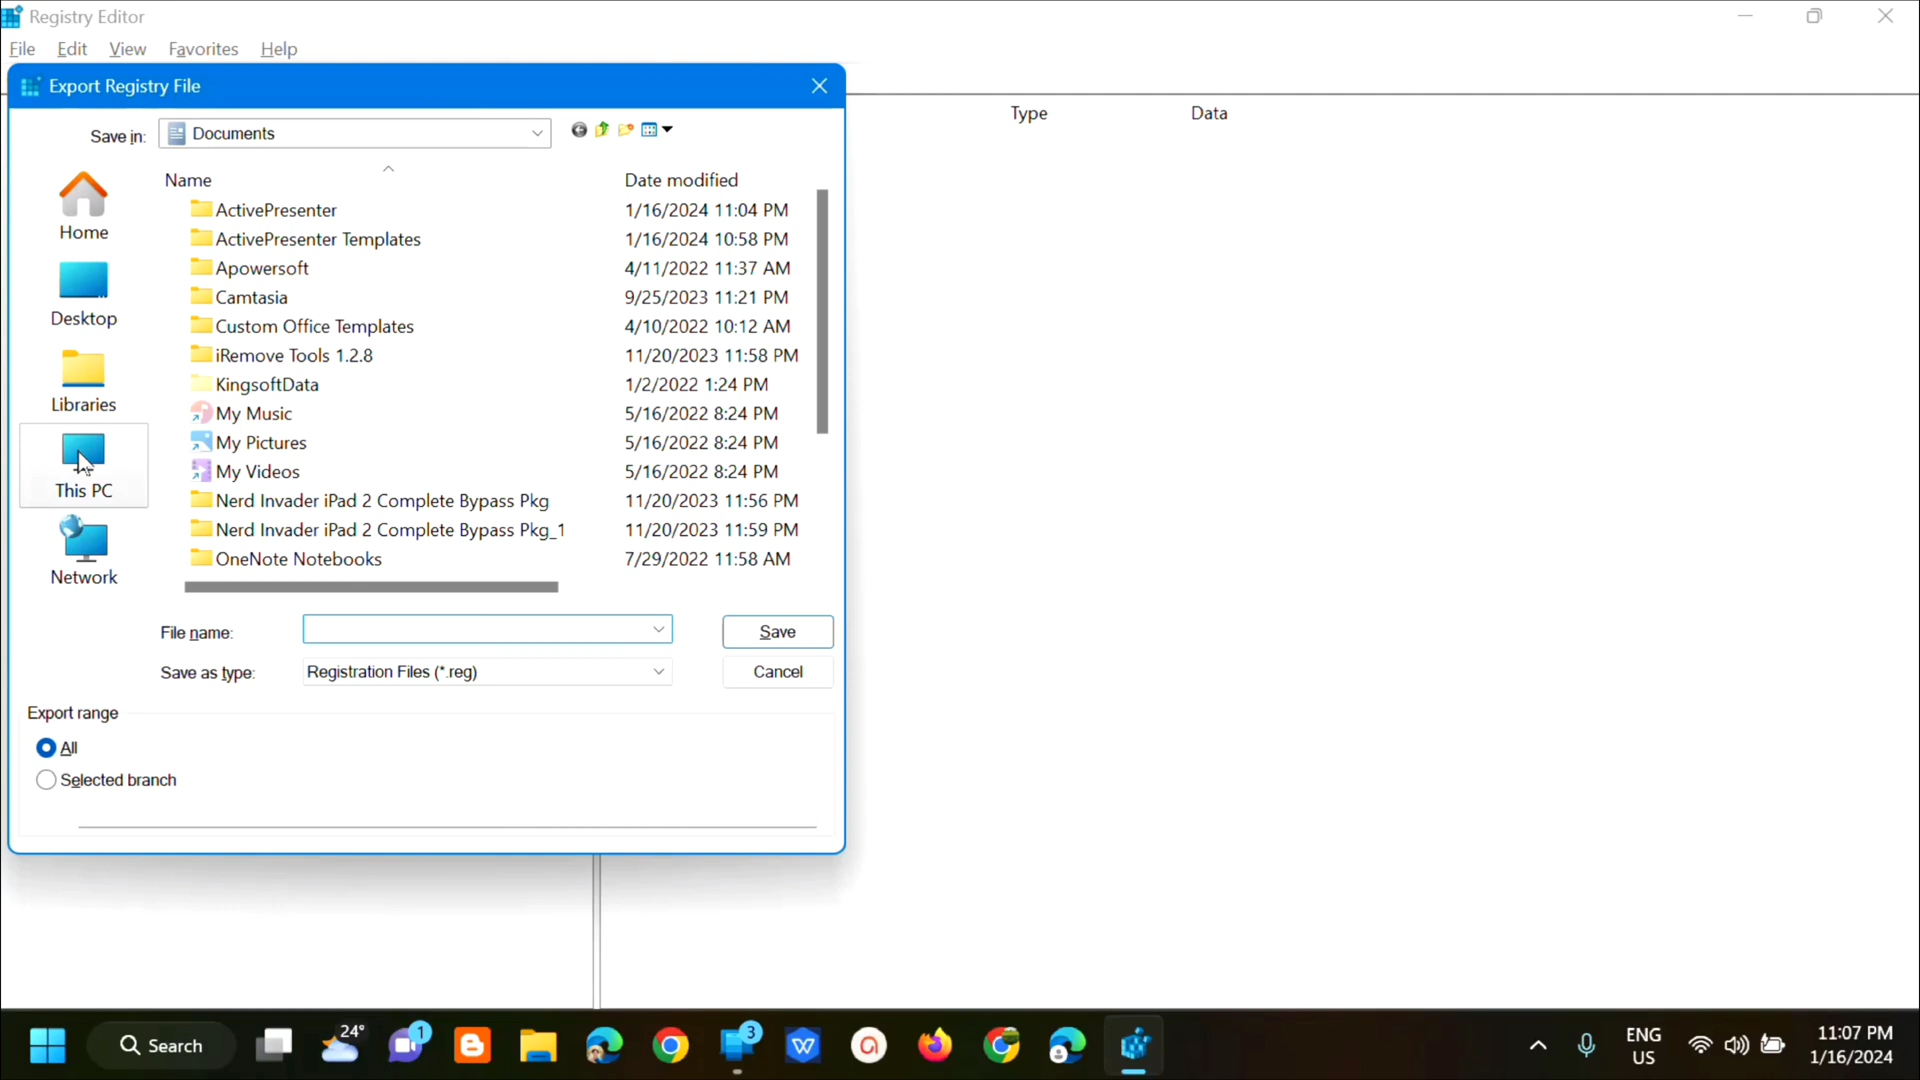 Registry Editor
File Edit View Favorites Help
Export Registry File
Type Data
Save in: Documents
Name Date modified
Home
Desktop
Libraries
This PC
Network
ActivePresenter 1/16/2024 11:04 PM
ActivePresenter Templates 1/16/2024 10:58 PM
Apowersoft 4/11/2022 11:37 AM
Camtasia 9/25/2023 11:21 PM
Custom Office Templates 4/10/2022 10:12 AM
iRemove Tools 1.2.8 11/20/2023 11:58 PM
KingsoftData 1/2/2022 1:24 PM
My Music 5/16/2022 8:24 PM
My Pictures 5/16/2022 8:24 PM
My Videos 5/16/2022 8:24 PM
Nerd Invader iPad 2 Complete Bypass Pkg 11/20/2023 11:56 PM
Nerd Invader iPad 2 Complete Bypass Pkg_1 11/20/2023 11:59 PM
OneNote Notebooks 7/29/2022 11:58 AM
File name: Save
Save as type: Registration Files (*.reg) Cancel
Export range
All
Selected branch
Search 24° 1 3 ENG US 11:07 PM
1/16/2024